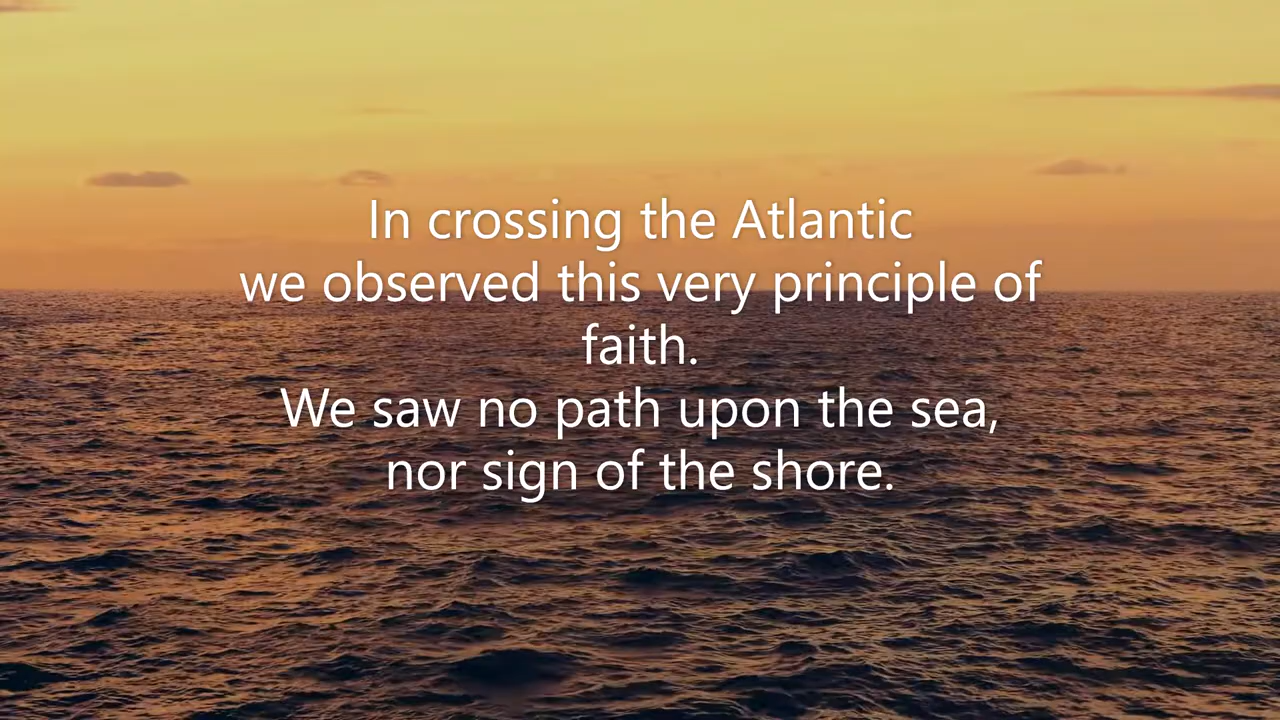 In crossing the Atlantic
we observed this very principle of
faith.
We saw no path upon the sea,
nor sign of the shore.